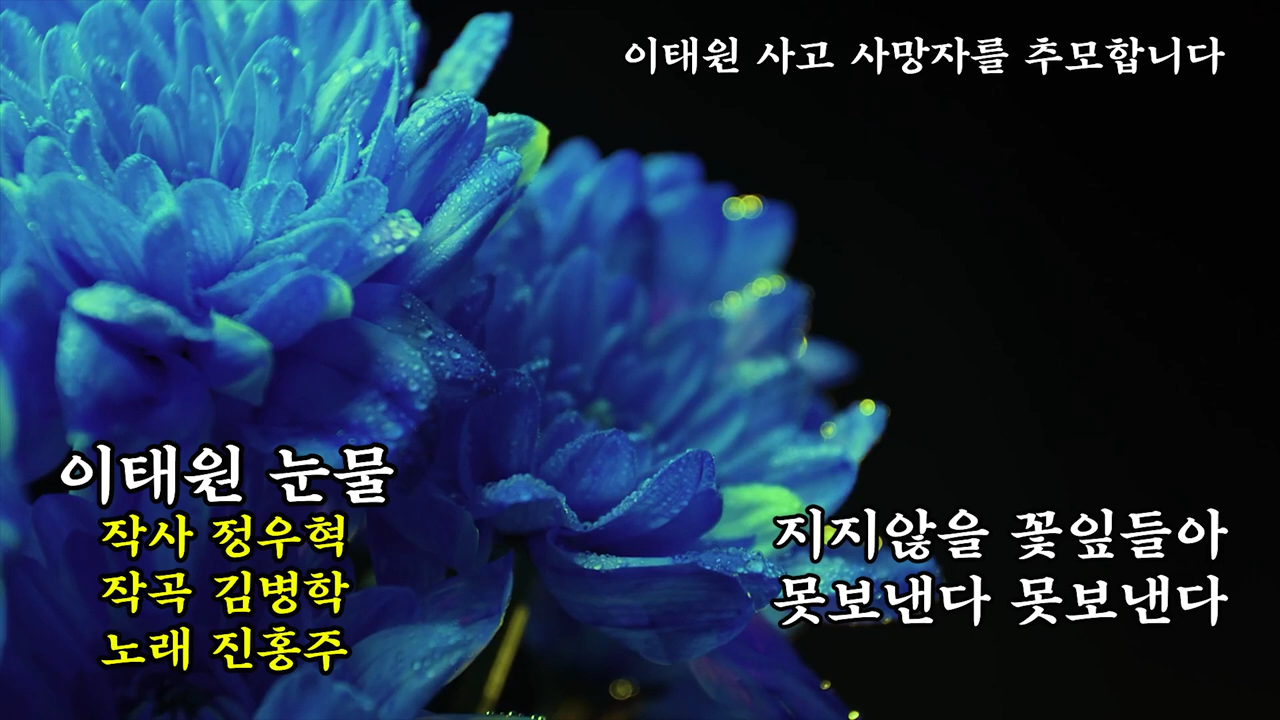 이태원 사고 사망자를 추모합니다
이태원 눈물
작사 정우혁
작곡 김병학
노래 진홍주
지지않을 꽃잎들아
못보낸다 못보낸다